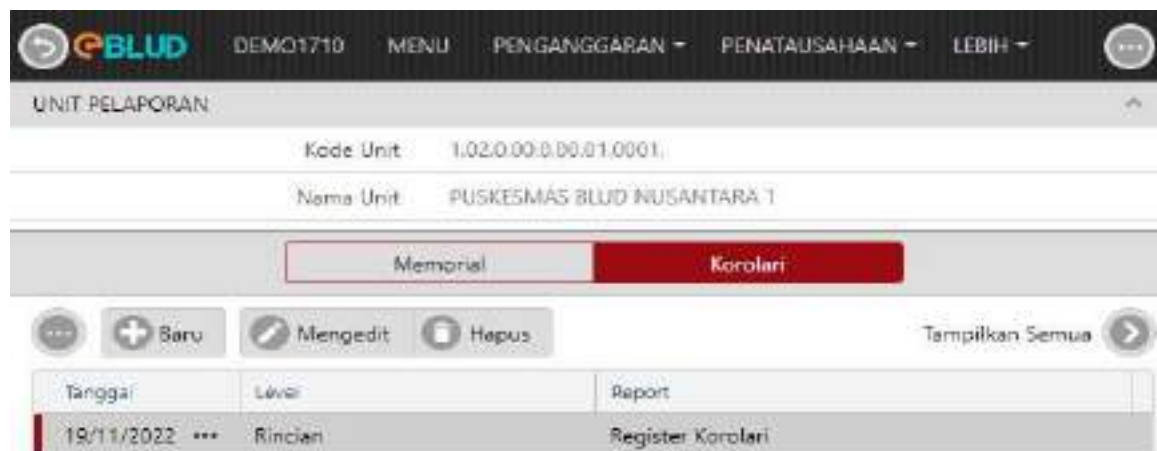 eBLUD DEMO1710 MENU PENGANGGARAN PENATAUSAHAAN LEBIH
UNIT PELAPORAN
Kode Unit 1.02.0.00.0.00.01.0001.
Nama Unit PUSKESMAS BLUD NUSANTARA 1
Memorial Korolari
Baru Mengedit Hapus Tampilkan Semua
Tanggal Level Report
19/11/2022 ••• Rincian Register Korolari